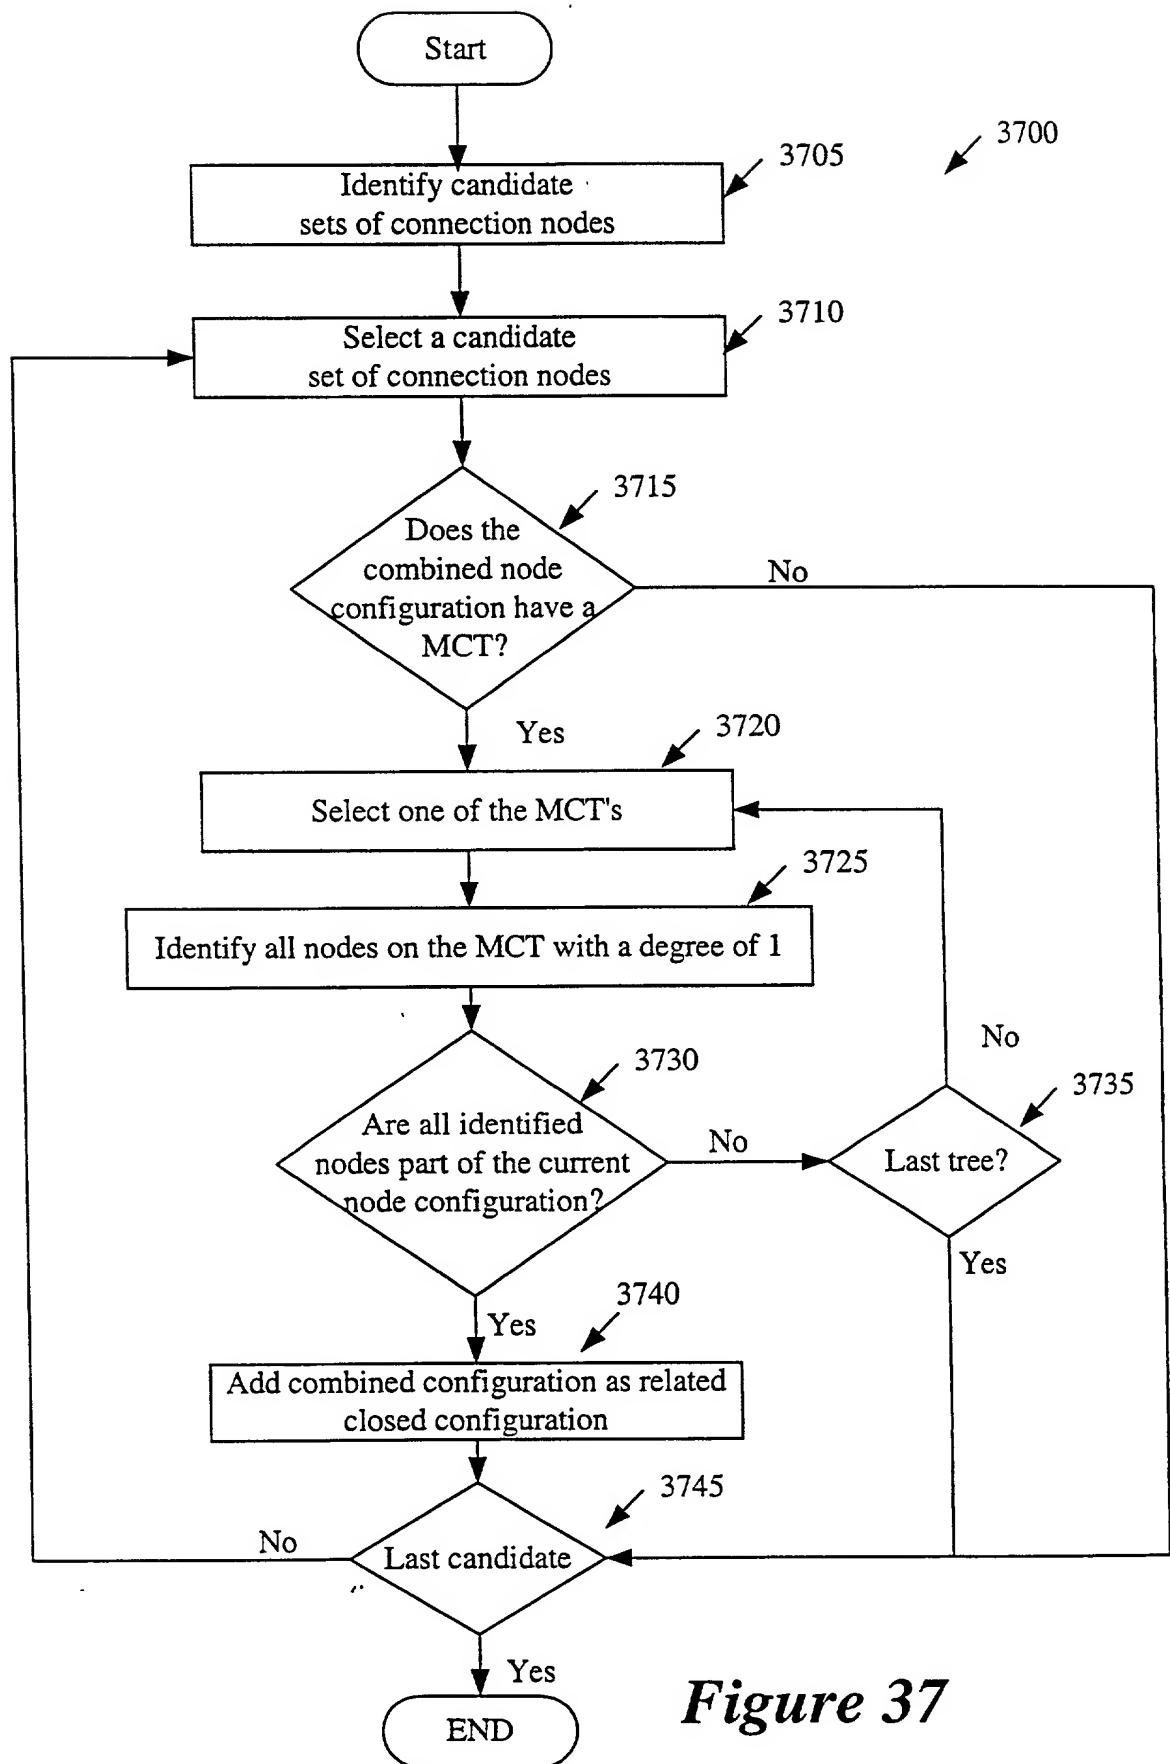 Start
3700
3705
Identify candidate
sets of connection nodes
3710
Select a candidate
set of connection nodes
3715
Does the
combined node
configuration have a
MCT?
No
Yes
3720
Select one of the MCT's
3725
Identify all nodes on the MCT with a degree of 1
No
3730
3735
Are all identified
nodes part of the current
node configuration?
No
Last tree?
Yes
3740
Yes
Add combined configuration as related
closed configuration
3745
No
Last candidate
Yes
END
Figure 37